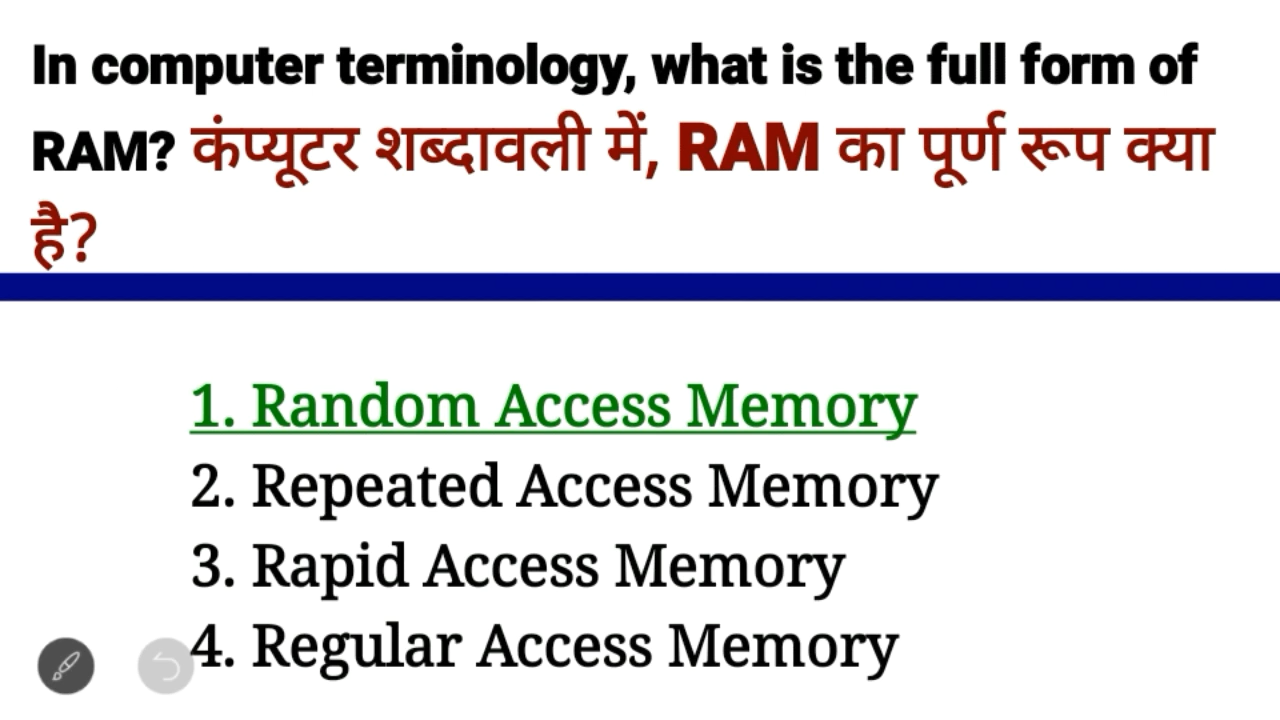 In computer terminology, what is the full form of
RAM? कंप्यूटर शब्दावली में, RAM का पूर्ण रूप क्या
है?
1. Random Access Memory
2. Repeated Access Memory
3. Rapid Access Memory
4. Regular Access Memory